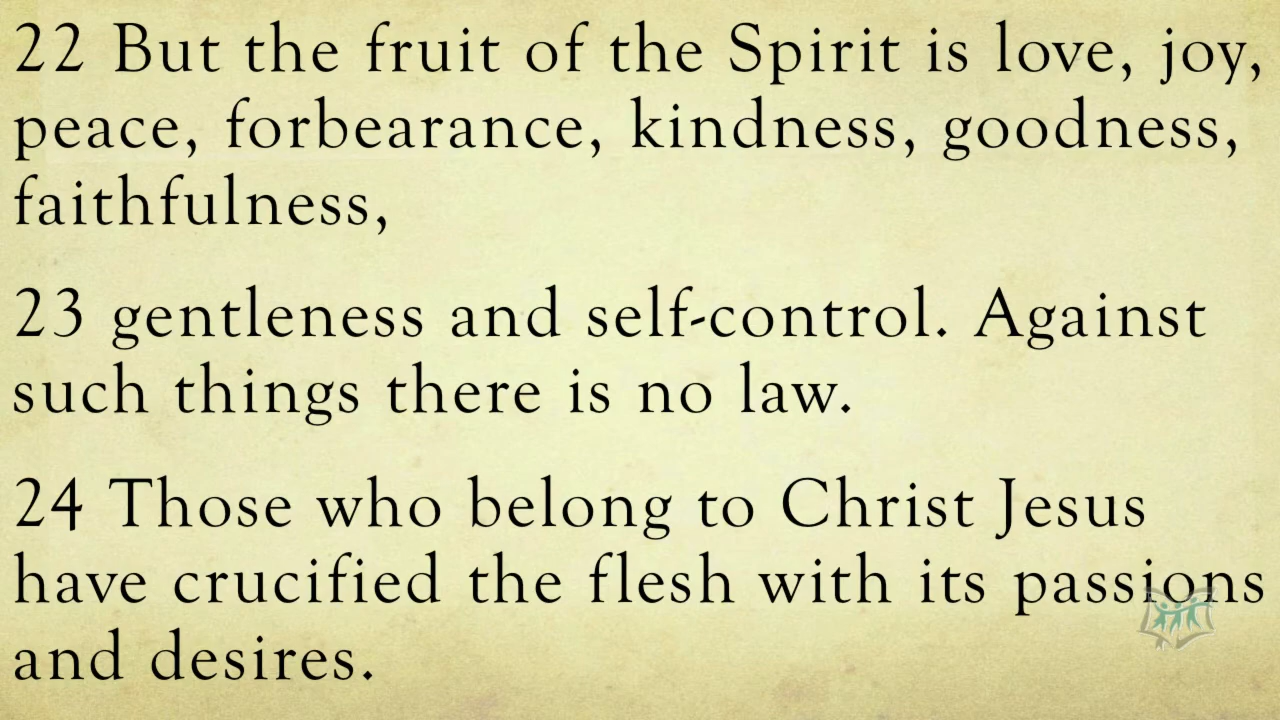 22 But the fruit of the Spirit is love, joy,
peace, forbearance, kindness, goodness,
faithfulness,
23 gentleness and self-control. Against
such things there is no law.
24 Those who belong to Christ Jesus
have crucified the flesh with its passions
and desires.